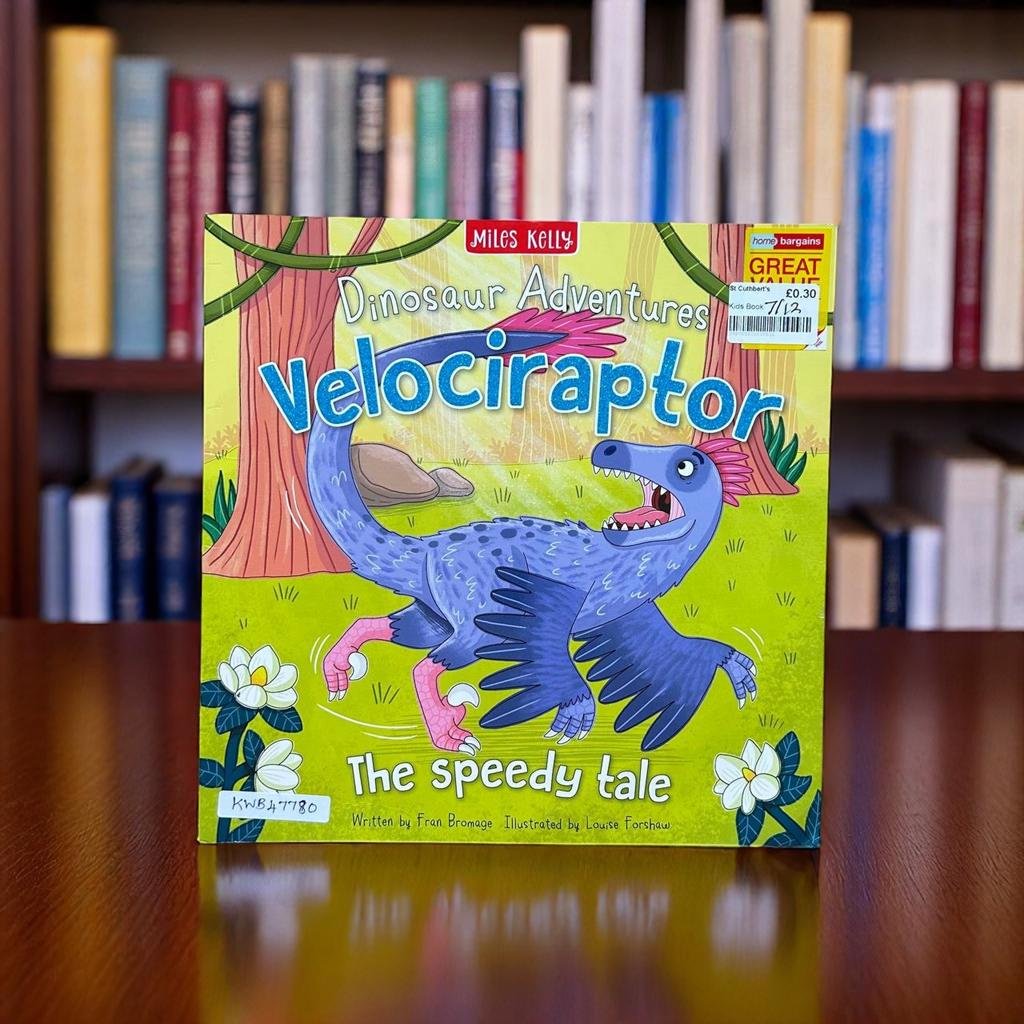 MILES KELLY
Dinosaur Adventures
Velociraptor
home bargains
GREAT
VALUE
St Cuthbert's £0.30
Kids Book 7/12
The speedy tale
KWB47780
Written by Fran Bromage Illustrated by Louise Forshaw